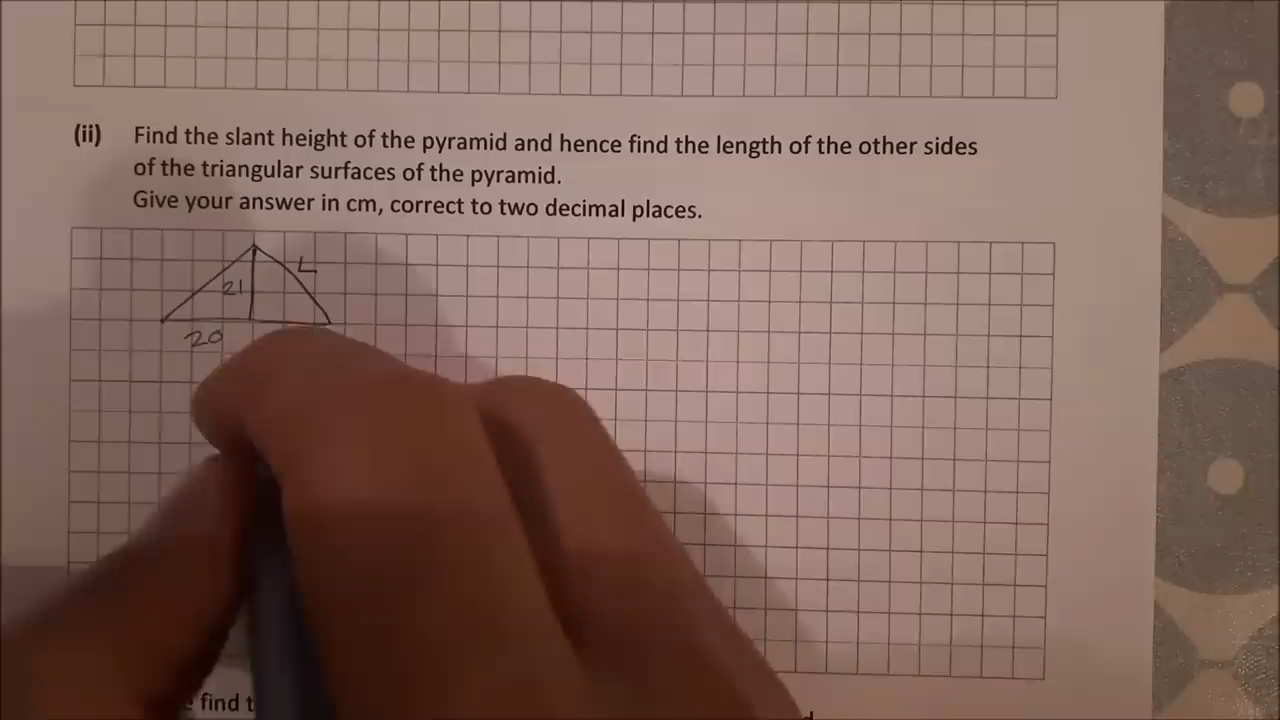 (ii) Find the slant height of the pyramid and hence find the length of the other sides
of the triangular surfaces of the pyramid.
Give your answer in cm, correct to two decimal places.
L
21
20
find